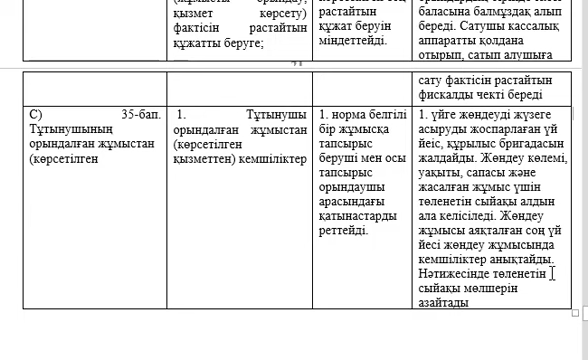 (жұмысты орындау,
қызмет көрсету)
фактісін растайтын
құжатты беруге;
растайтын
құжат беруін
міндеттейді.
баласына балмұздақ алып
береді. Сатушы кассалық
аппаратты қолдана
отырып, сатып алушыға
сату фактісін растайтын
фискалды чекті береді
С) 35-бап.
Тұтынушының
орындалған жұмыстан
(көрсетілген
1. Тұтынушы
орындалған жұмыстан
(көрсетілген
қызметтен) кемшіліктер
1. норма белгілі
бір жұмысқа
тапсырыс
беруші мен осы
тапсырыс
орындаушы
арасындағы
қатынастарды
реттейді.
1. үйге жөндеуді жүзеге
асыруды жоспарлаған үй
йеіс, құрылыс бригадасын
жалдайды. Жөндеу көлемі,
уақыты, сапасы және
жасалған жұмыс үшін
төленетін сыйақы алдын
ала келісіледі. Жөндеу
жұмысы аяқталған соң үй
йесі жөндеу жұмысында
кемшіліктер анықтайды.
Нәтижесінде төленетін
сыйақы мөлшерін
азайтады